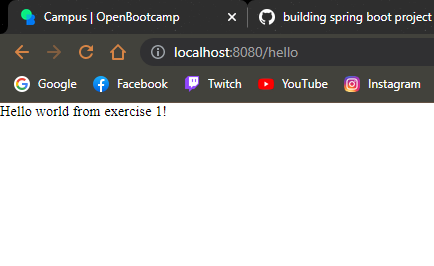 Campus | OpenBootcamp building spring boot project
localhost:8080/hello
Google Facebook Twitch YouTube Instagram
Hello world from exercise 1!